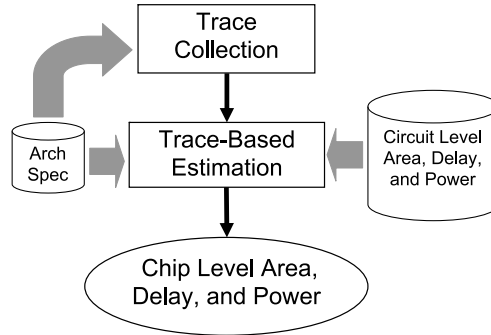 Trace
Collection
Arch
Spec
Trace-Based
Estimation
Circuit Level
Area, Delay,
and Power
Chip Level Area,
Delay, and Power